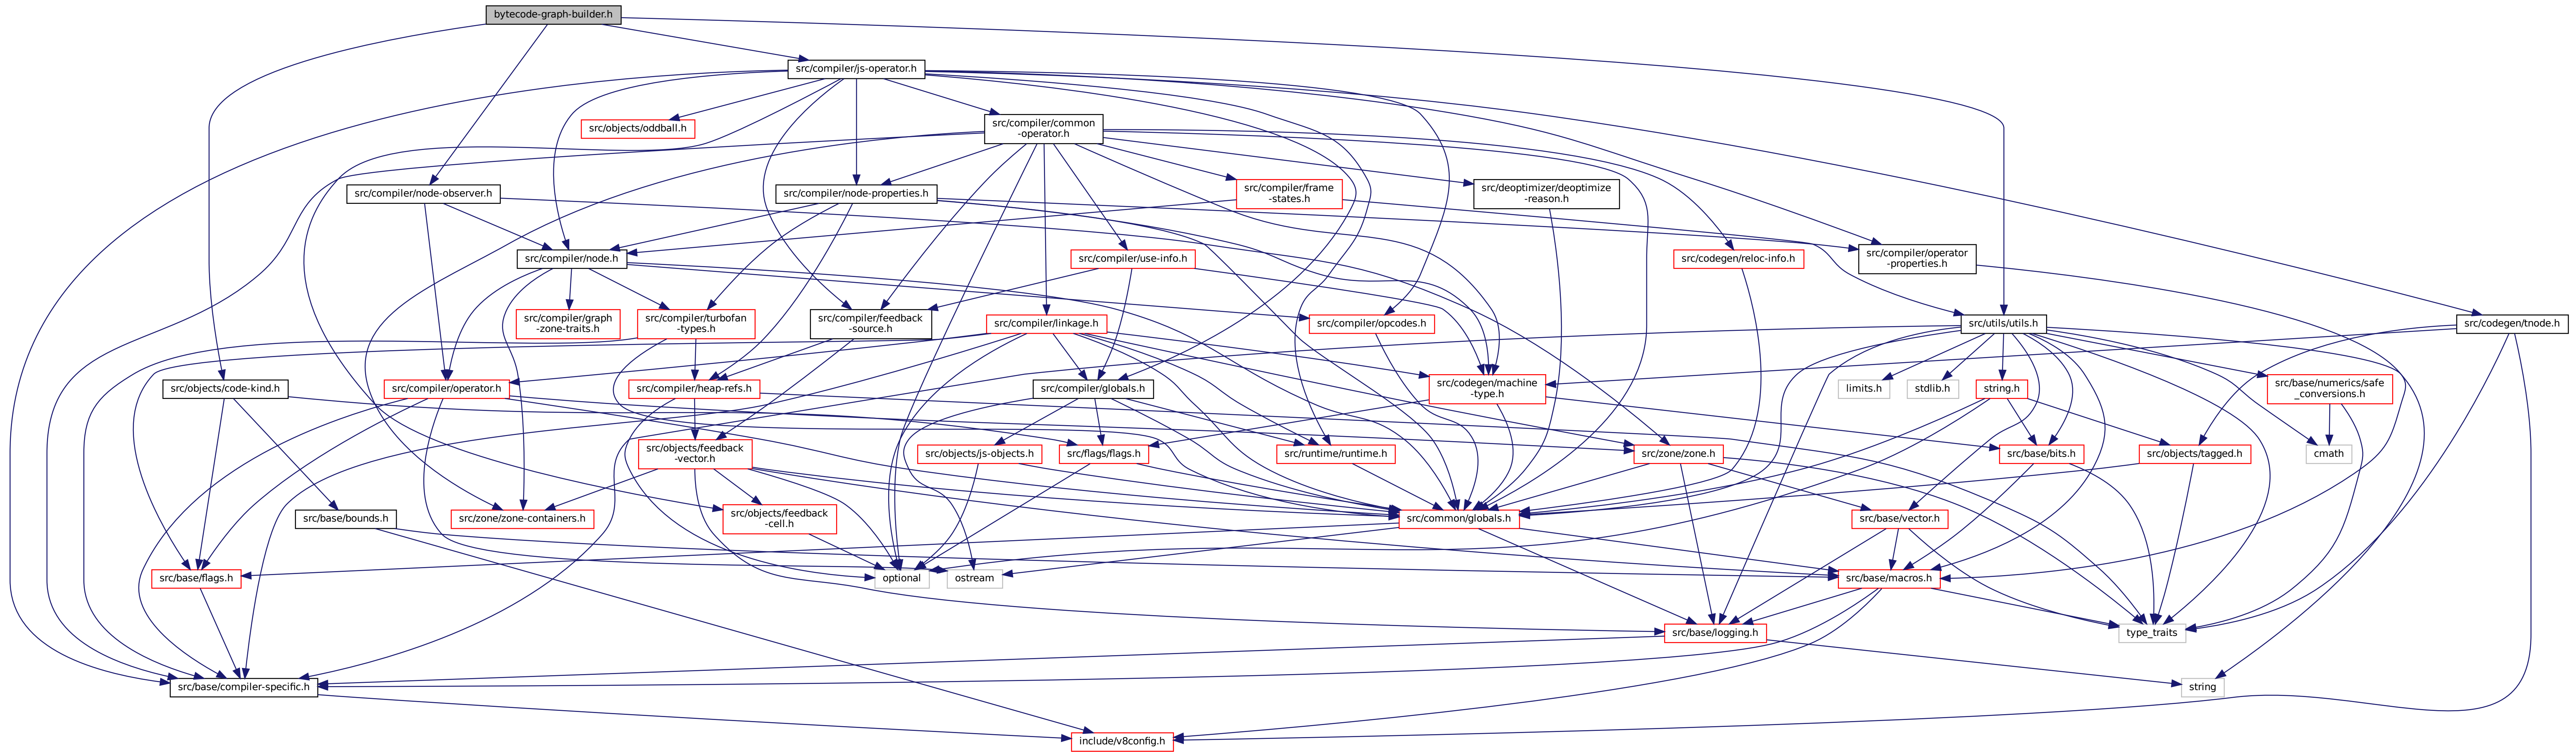 bytecode-graph-builder.h
src/compiler/js-operator.h
src/objects/oddball.h
src/compiler/common
-operator.h
src/compiler/node-observer.h
src/compiler/node-properties.h
src/compiler/frame
-states.h
src/deoptimizer/deoptimize
-reason.h
src/compiler/node.h
src/compiler/use-info.h
src/codegen/reloc-info.h
src/compiler/operator
-properties.h
src/compiler/graph
-zone-traits.h
src/compiler/turbofan
-types.h
src/compiler/feedback
-source.h
src/compiler/linkage.h
src/compiler/opcodes.h
src/utils/utils.h
src/codegen/tnode.h
src/objects/code-kind.h
src/compiler/operator.h
src/compiler/heap-refs.h
src/compiler/globals.h
src/codegen/machine
-type.h
limits.h
stdlib.h
string.h
src/base/numerics/safe
_conversions.h
src/objects/feedback
-vector.h
src/objects/js-objects.h
src/flags/flags.h
src/runtime/runtime.h
src/zone/zone.h
src/base/bits.h
src/objects/tagged.h
cmath
src/base/bounds.h
src/zone/zone-containers.h
src/objects/feedback
-cell.h
src/common/globals.h
src/base/vector.h
src/base/flags.h
optional
ostream
src/base/macros.h
src/base/logging.h
type_traits
src/base/compiler-specific.h
string
include/v8config.h